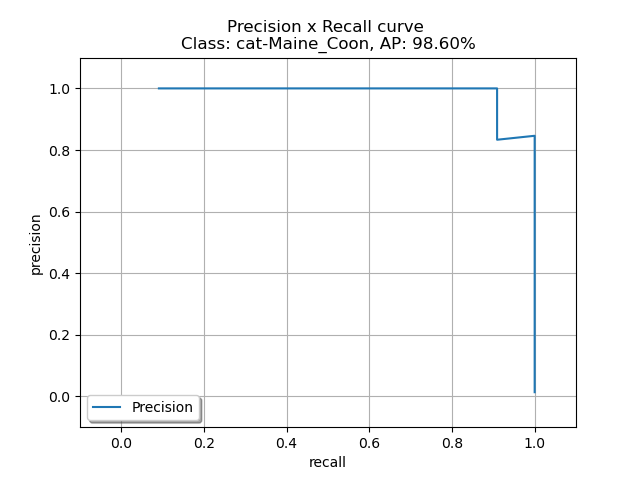 Precision x Recall curve
Class: cat-Maine_Coon, AP: 98.60%
precision
1.0
0.8
0.6
0.4
0.2
0.0
Precision
0.0 0.2 0.4 0.6 0.8 1.0
recall